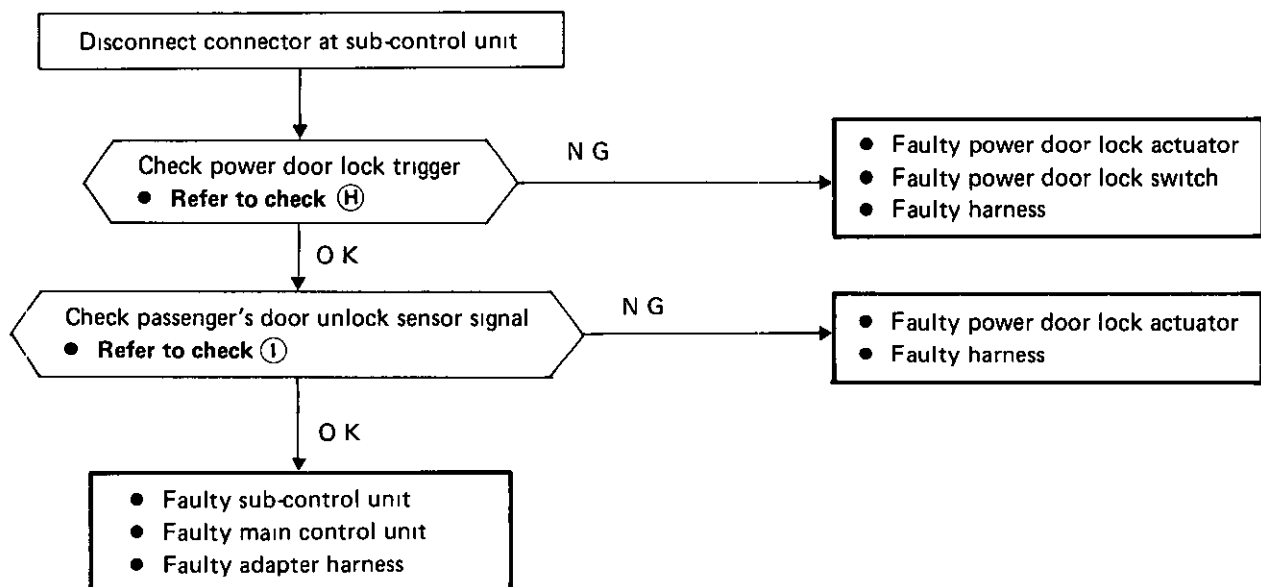 Disconnect connector at sub-control unit
Check power door lock trigger
● Refer to check Ⓗ
N G
● Faulty power door lock actuator
● Faulty power door lock switch
● Faulty harness
O K
Check passenger's door unlock sensor signal
● Refer to check Ⓘ
N G
● Faulty power door lock actuator
● Faulty harness
O K
● Faulty sub-control unit
● Faulty main control unit
● Faulty adapter harness